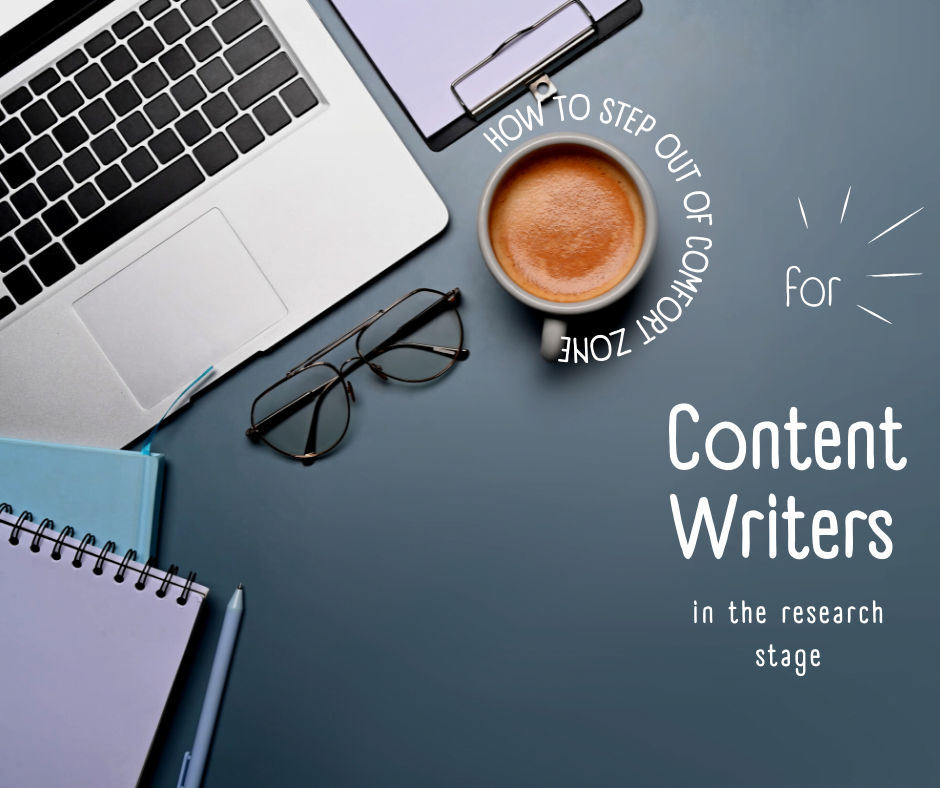 HOW TO STEP OUT OF COMFORT ZONE
for
Content
Writers
in the research
stage